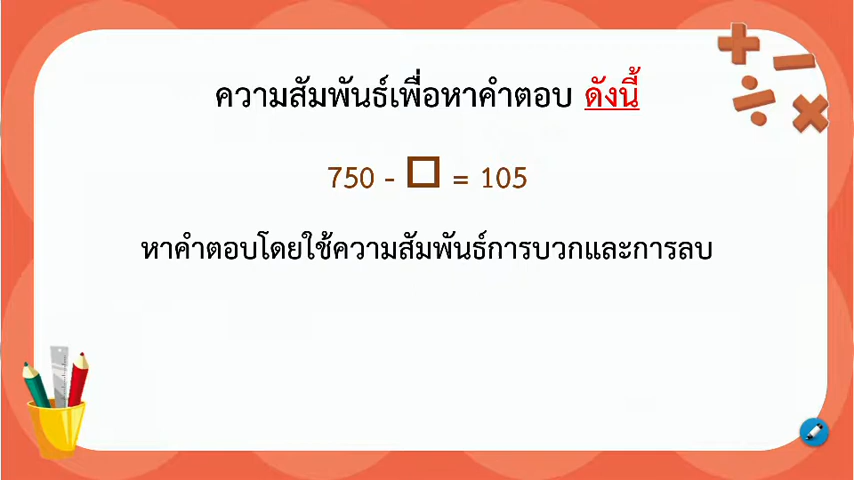 ความสัมพันธ์เพื่อหาคำตอบ ดังนี้
750 - □ = 105
หาคำตอบโดยใช้ความสัมพันธ์การบวกและการลบ